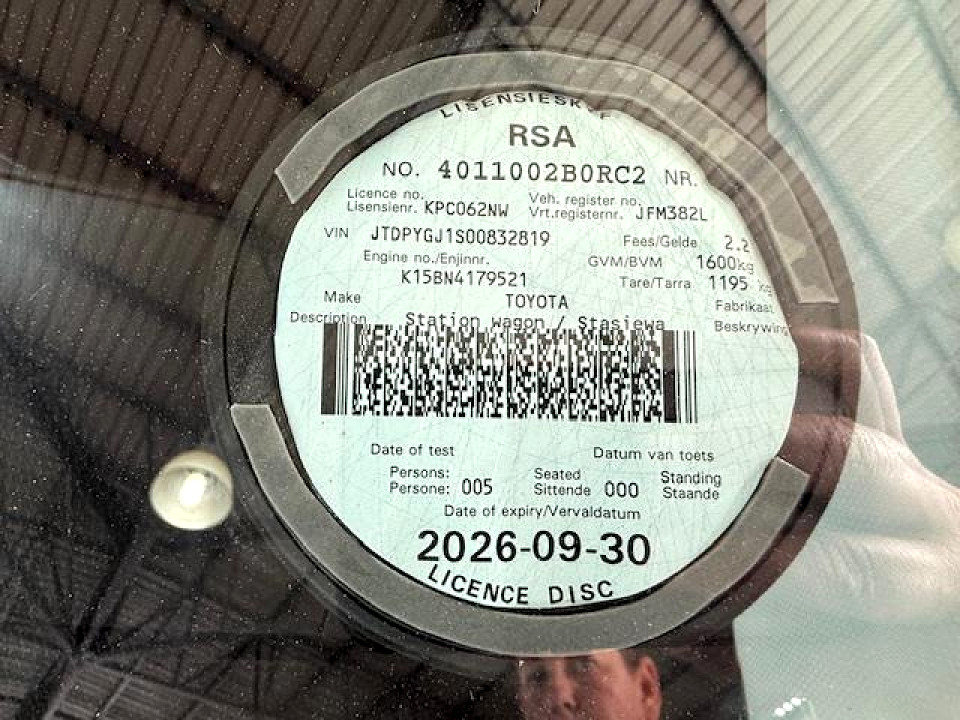 LISENSIESK F
RSA
NO. 4011002B0RC2 NR.
Licence no. Veh. register no.
Lisensienr. KPC062NW Vrt.registernr. JFM382L
VIN JTDPYGJ1S00832819 Fees/Gelde 2.2
Engine no./Enjinnr. GVM/BVM 1600kg
K15BN4179521 Tare/Tarra 1195 kg
Make TOYOTA Fabrikaat
Description Station wagon / Stasiewa Beskrywing
Date of test Datum van toets
Persons: Seated Standing
Persone: 005 Sittende 000 Staande
Date of expiry/Vervaldatum
2026-09-30
LICENCE DISC